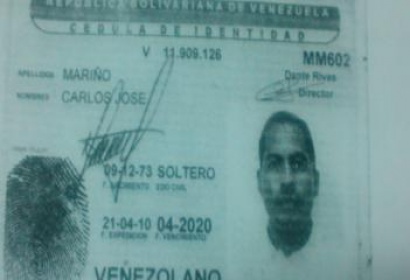 REPUBLICA BOLIVARIANA DE VENEZUELA
CEDULA DE IDENTIDAD
V 11.909.126
MM602
APELLIDOS MARIÑO
Dante Rivas
Director
NOMBRES CARLOS JOSE
09-12-73 SOLTERO
F. NACIMIENTO EDO CIVIL
21-04-10 04-2020
F. EXPEDICION F. VENCIMIENTO
VENEZOLANO